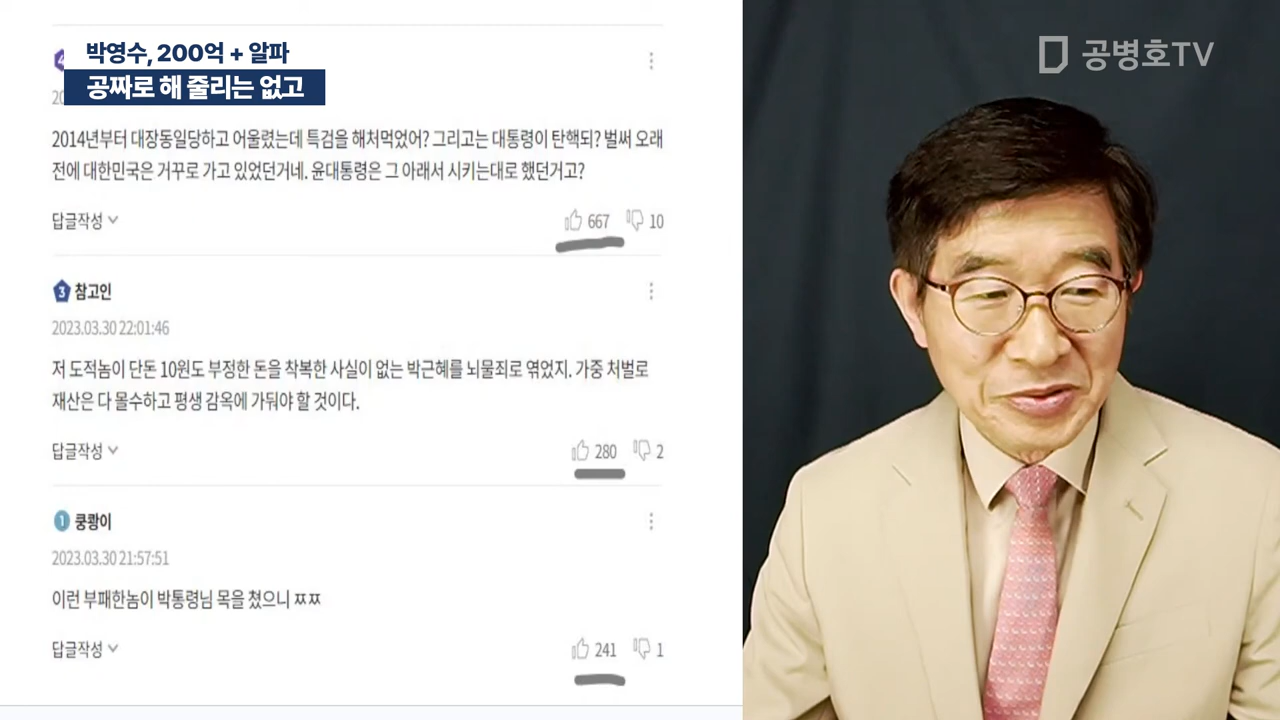 박영수, 200억 + 알파
공짜로 해 줄리는 없고
공병호TV
2014년부터 대장동일당하고 어울렸는데 특검을 해처먹었어? 그리고는 대통령이 탄핵되? 벌써 오래
전에 대한민국은 거꾸로 가고 있었던거네. 윤대통령은 그 아래서 시키는대로 했던거고?
답글작성
667 10
3 참고인
2023.03.30 22:01:46
저 도적놈이 단돈 10원도 부정한 돈을 착복한 사실이 없는 박근혜를 뇌물죄로 엮었지. 가중 처벌로
재산은 다 몰수하고 평생 감옥에 가둬야 할 것이다.
답글작성
280 2
1 쿵쾅이
2023.03.30 21:57:51
이런 부패한놈이 박통령님 목을 쳤으니 ㅉㅉ
답글작성
241 1